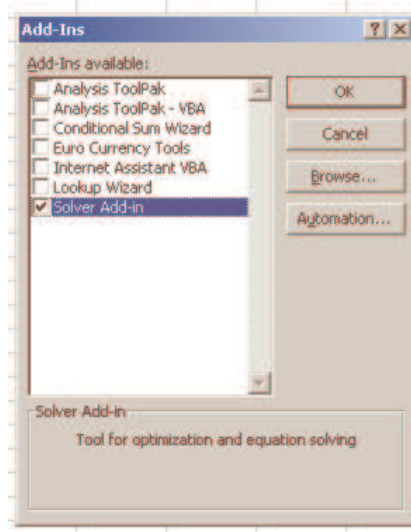 Add-Ins
Add-Ins available:
Analysis ToolPak
Analysis ToolPak - VBA
Conditional Sum Wizard
Euro Currency Tools
Internet Assistant VBA
Lookup Wizard
Solver Add-in
OK
Cancel
Browse...
Automation...
Solver Add-in
Tool for optimization and equation solving